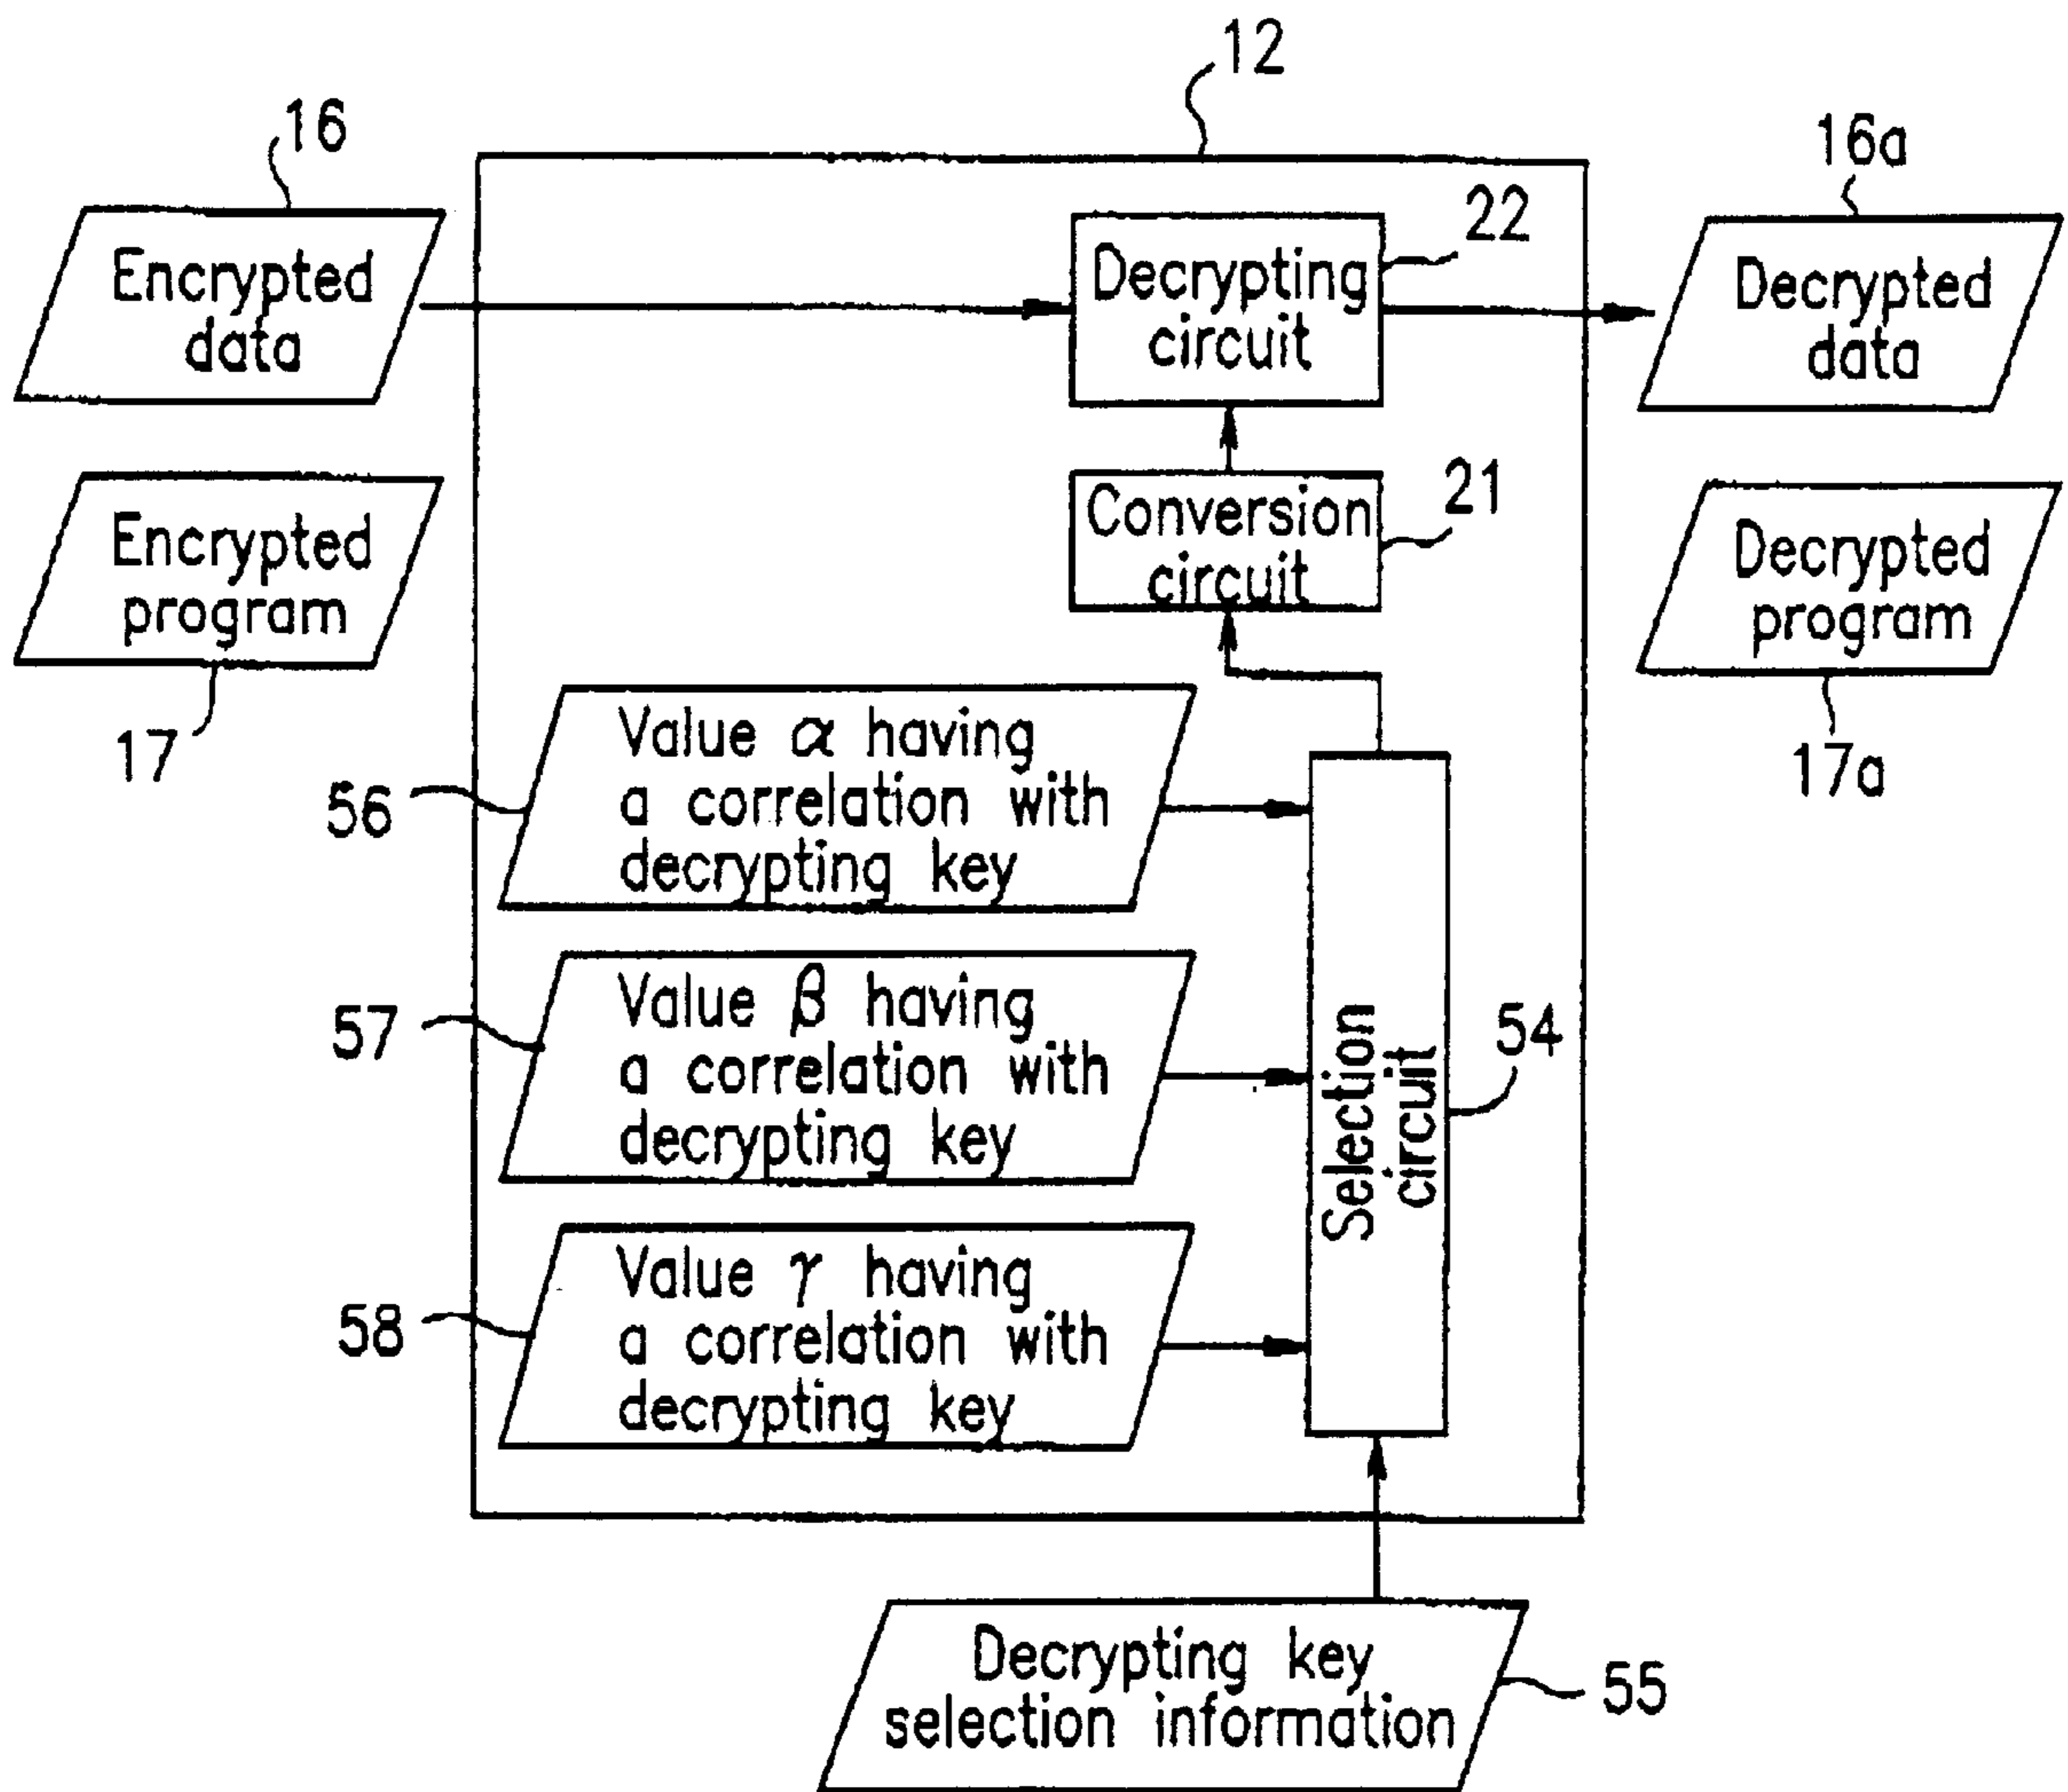 12
16
Encrypted
data
22
Decrypting
circuit
16a
Decrypted
data
Encrypted
program
17
21
Conversion
circuit
Decrypted
program
17a
56
Value α having
a correlation with
decrypting key
57
Value β having
a correlation with
decrypting key
58
Value γ having
a correlation with
decrypting key
Selection
circuit
54
Decrypting key
selection information
55